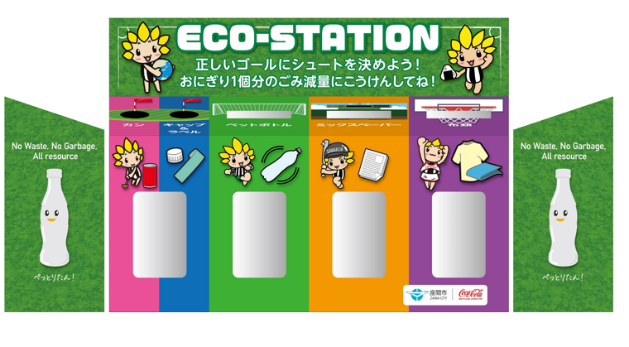 ECO-STATION
正しいゴールにシュートを決めよう！
おにぎり1個分のごみ減量にこうけんしてね！
カン
キャップ
&
ラベル
ペットボトル
ミックスペーパー
布類
No Waste, No Garbage,
All resource
ぺっとりたん！
No Waste, No Garbage,
All resource
ぺっとりたん！
座間市
ZAMA CITY
Coca-Cola